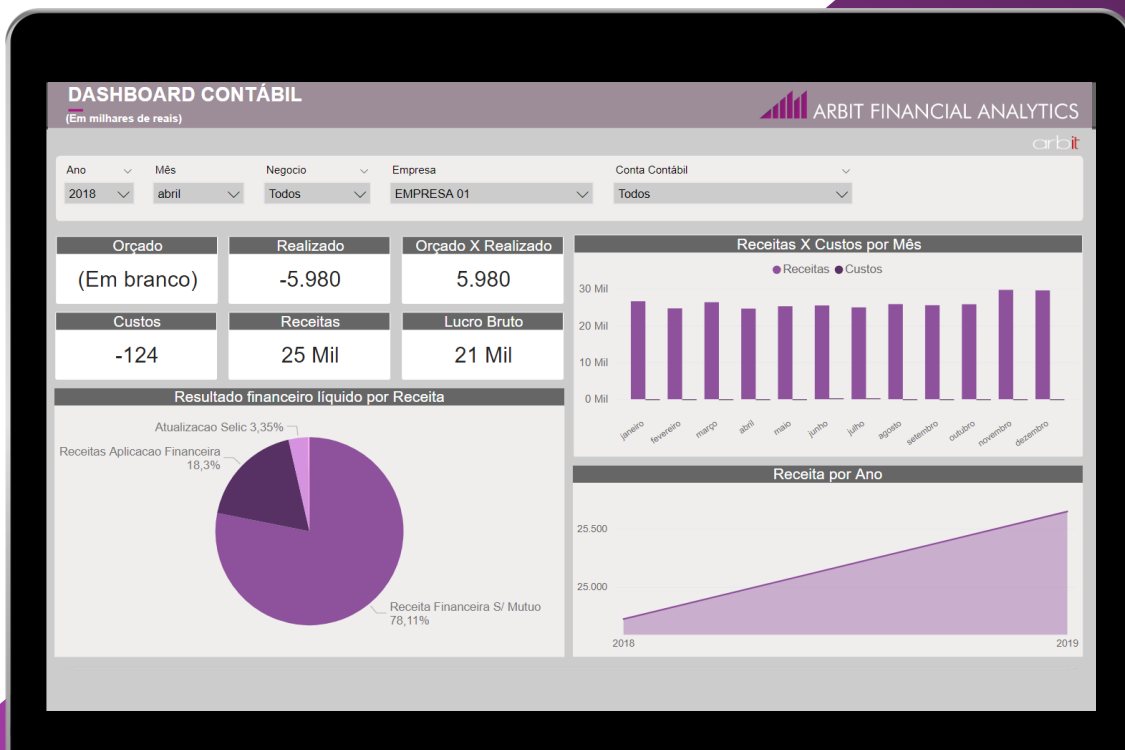 DASHBOARD CONTÁBIL
(Em milhares de reais)
ARBIT FINANCIAL ANALYTICS
arbit
Ano
Mês
Negocio
Empresa
Conta Contábil
2018
abril
Todos
EMPRESA 01
Todos
Orçado
Realizado
Orçado X Realizado
(Em branco)
-5.980
5.980
Custos
Receitas
Lucro Bruto
-124
25 Mil
21 Mil
Resultado financeiro líquido por Receita
Atualizacao Selic 3,35%
Receitas Aplicacao Financeira
18,3%
Receita Financeira S/ Mutuo
78,11%
Receitas X Custos por Mês
Receitas
Custos
30 Mil
20 Mil
10 Mil
0 Mil
janeiro
fevereiro
março
abril
maio
junho
julho
agosto
setembro
outubro
novembro
dezembro
Receita por Ano
25.500
25.000
2018
2019